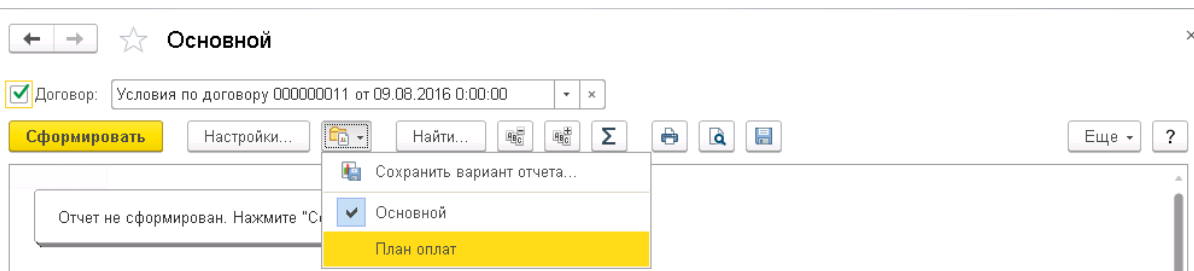 Основной
Договор: Условия по договору 000000011 от 09.08.2016 0:00:00
Сформировать Настройки... Найти... Еще ?
Сохранить вариант отчета...
Отчет не сформирован. Нажмите "С
Основной
План оплат